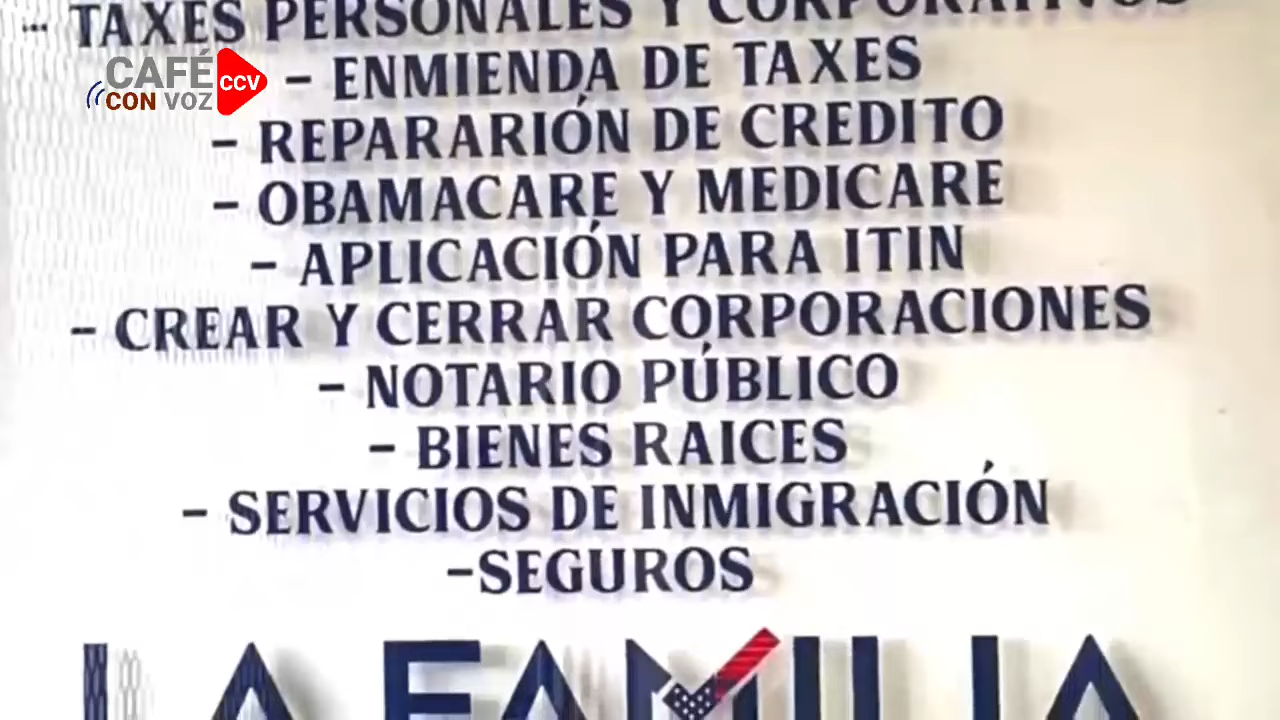 - TAXES PERSONALES Y CORPORATIVOS
CAFÉ
CON VOZ
CCV
- ENMIENDA DE TAXES
- REPARARIÓN DE CREDITO
- OBAMACARE Y MEDICARE
- APLICACIÓN PARA ITIN
- CREAR Y CERRAR CORPORACIONES
- NOTARIO PÚBLICO
- BIENES RAICES
- SERVICIOS DE INMIGRACIÓN
-SEGUROS
LA FAMILIA